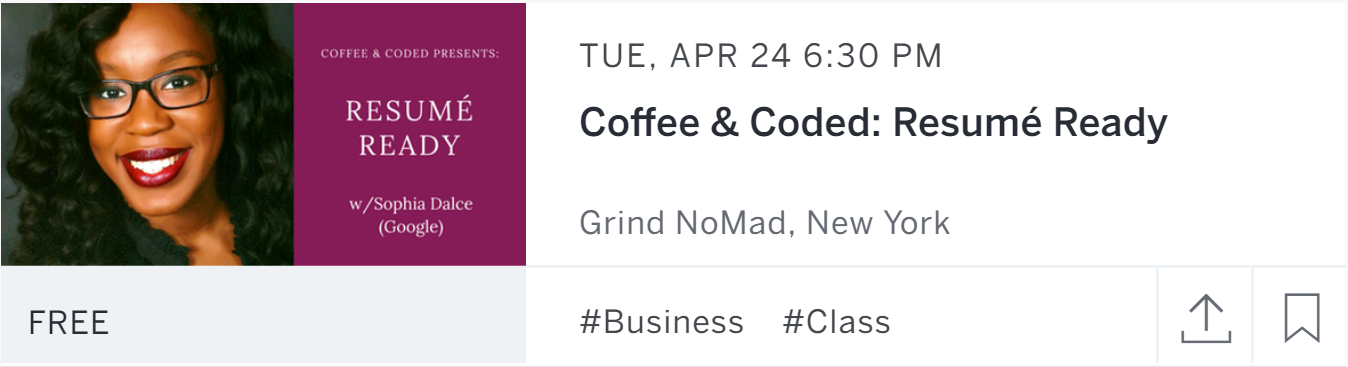 COFFEE & CODED PRESENTS:
RESUMÉ
READY
w/Sophia Dalce
(Google)
TUE, APR 24 6:30 PM
Coffee & Coded: Resumé Ready
Grind NoMad, New York
FREE
#Business #Class